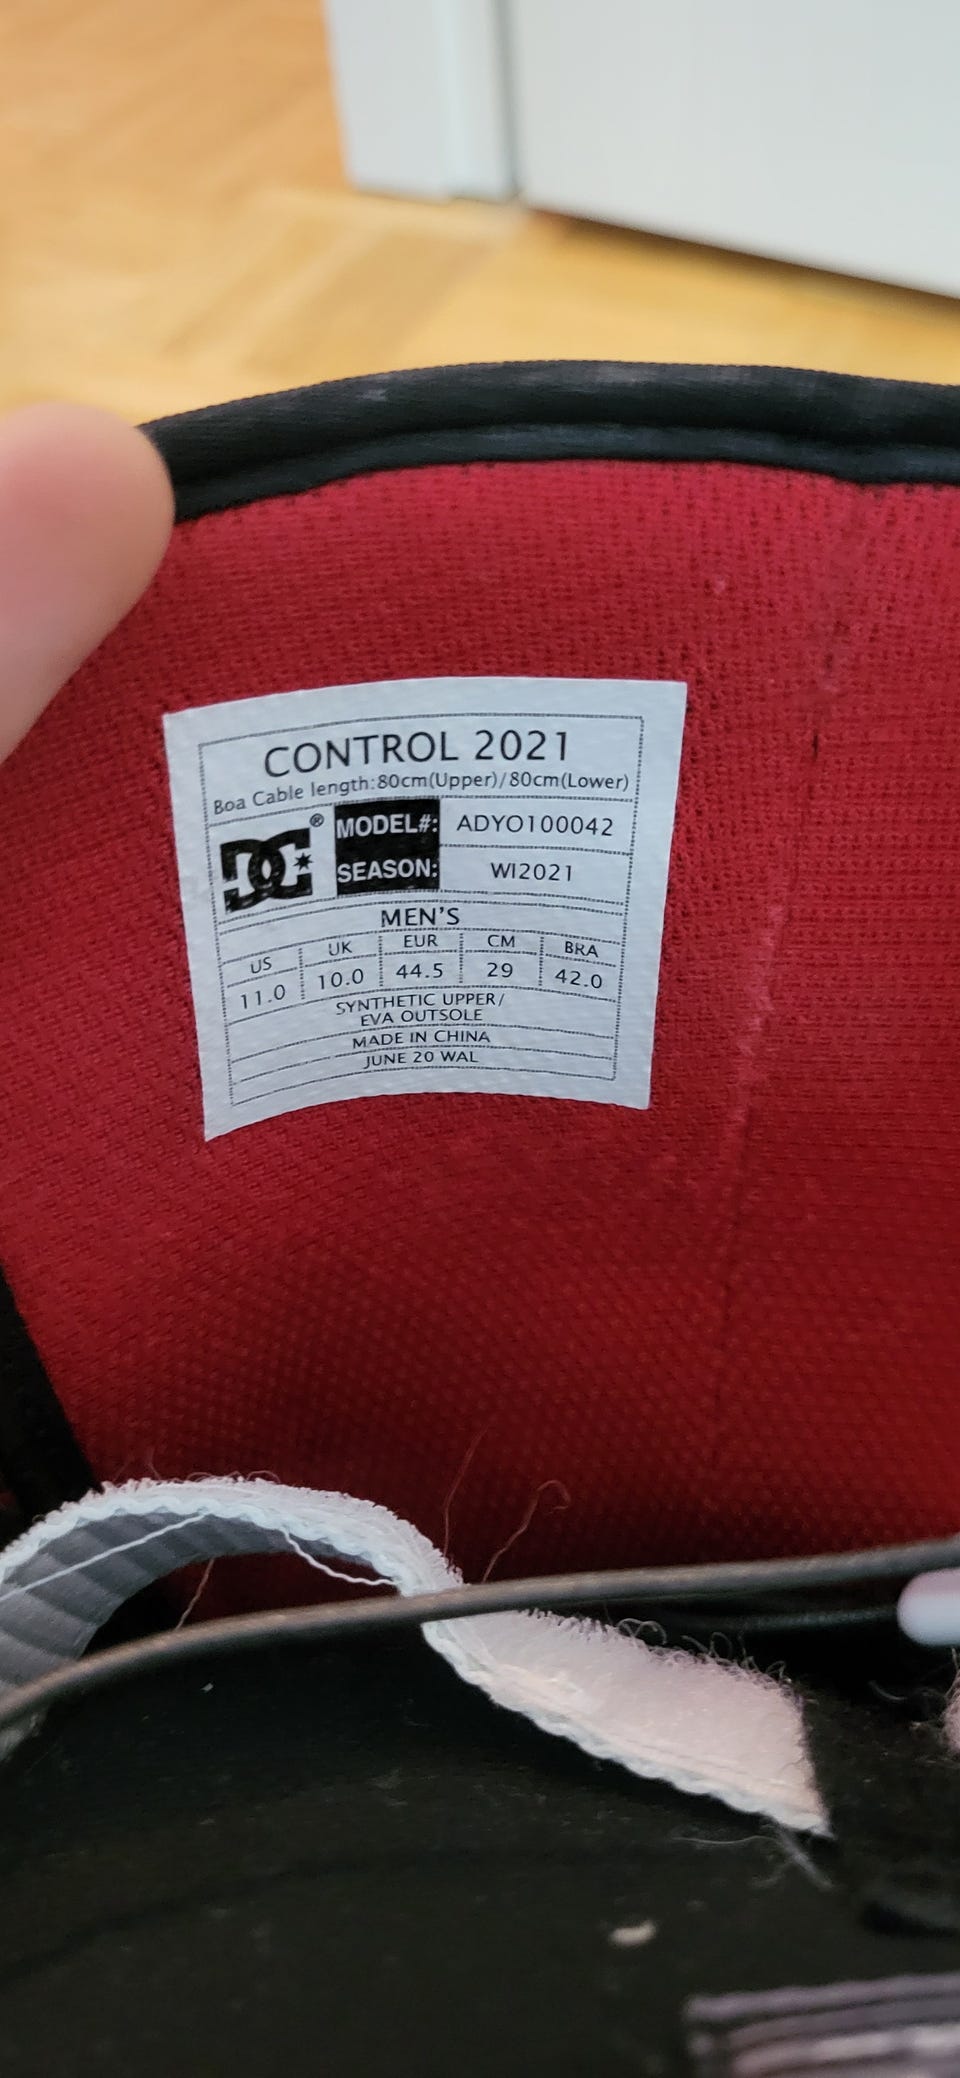 CONTROL 2021
Boa Cable length:80cm(Upper)/80cm(Lower)
DC®
MODEL#: ADYO100042
SEASON: WI2021
MEN'S
US UK EUR CM BRA
11.0 10.0 44.5 29 42.0
SYNTHETIC UPPER/
EVA OUTSOLE
MADE IN CHINA
JUNE 20 WAL